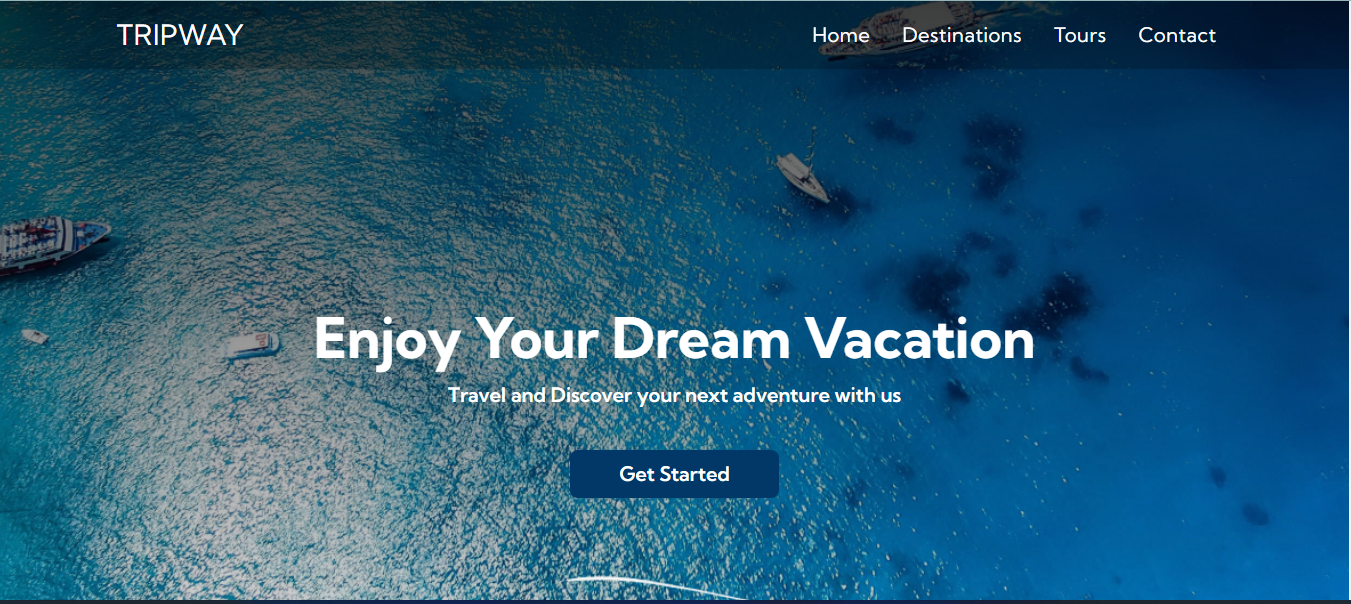 TRIPWAY
Home Destinations Tours Contact
Enjoy Your Dream Vacation
Travel and Discover your next adventure with us
Get Started